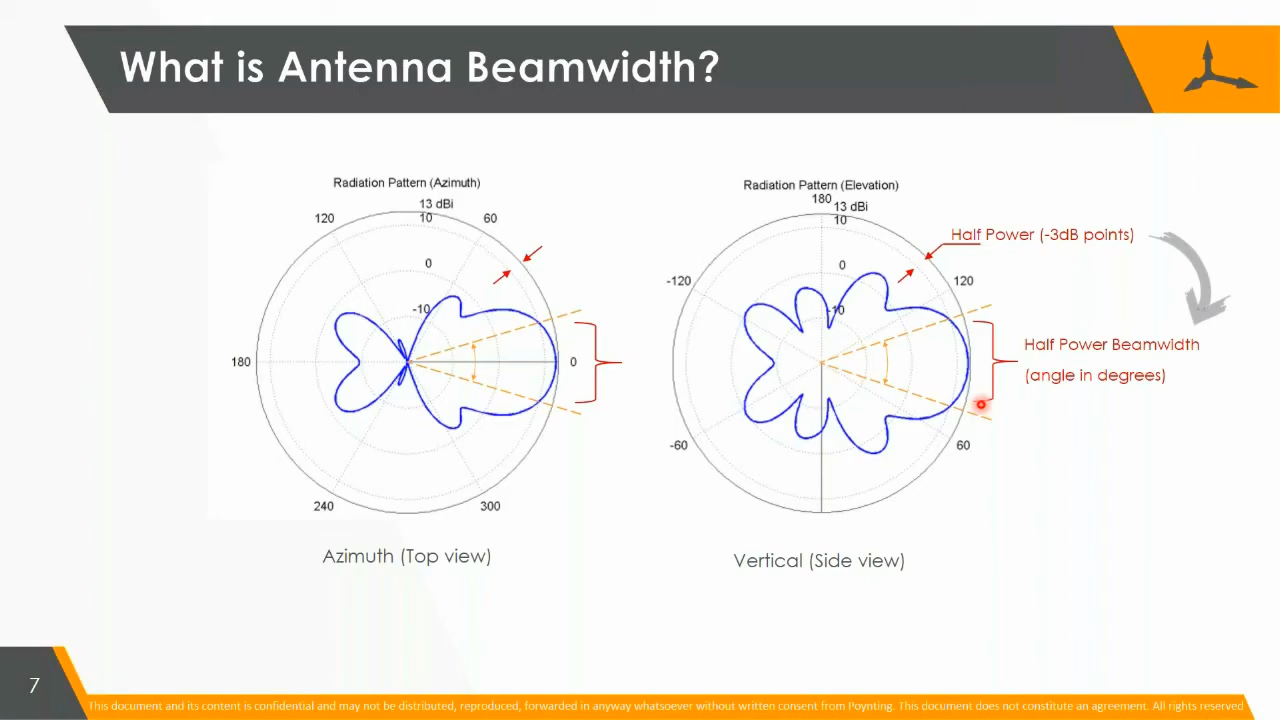 What is Antenna Beamwidth?
Radiation Pattern (Azimuth)
13 dBi
10
120
60
0
-10
180
0
240
300
Azimuth (Top view)
Radiation Pattern (Elevation)
180
13 dBi
10
0
-120
120
-10
-60
60
Vertical (Side view)
Half Power (-3dB points)
Half Power Beamwidth
(angle in degrees)
7
This document and its content is confidential and may not be distributed, reproduced, forwarded in anyway whatsoever without written consent from Poynting. This document does not constitute an agreement. All rights reserved